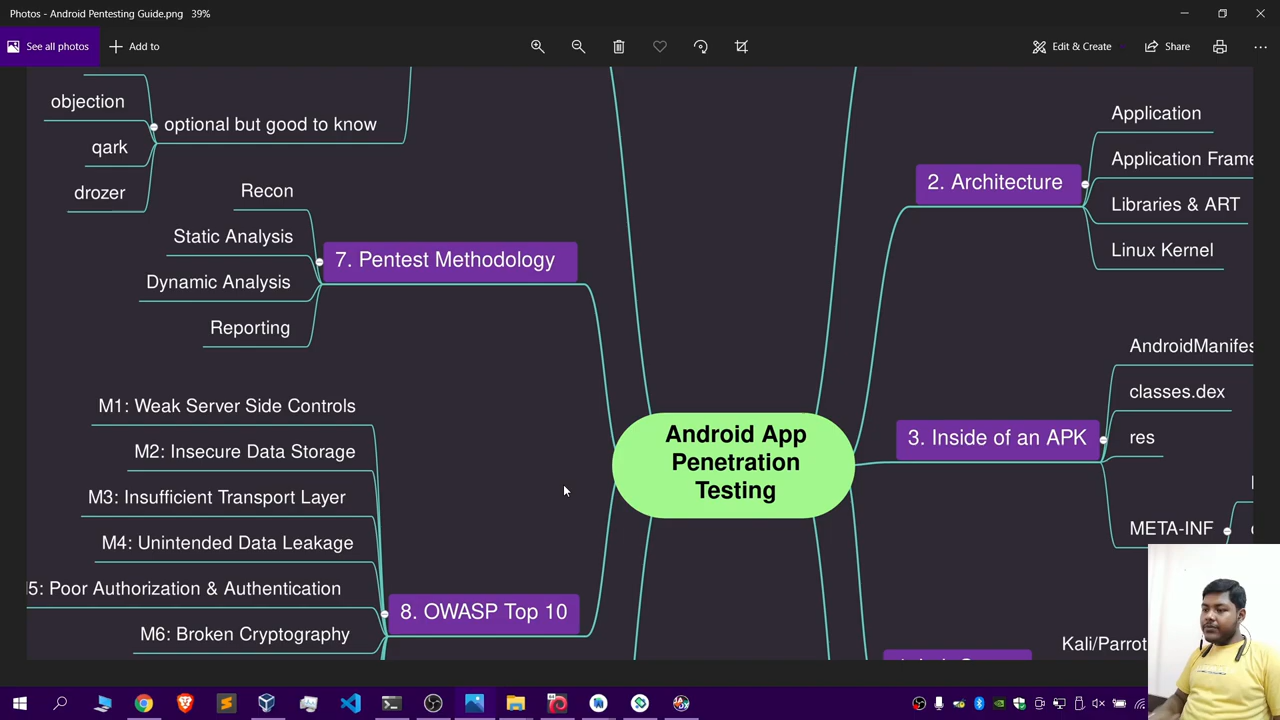 Photos - Android Pentesting Guide.png 39%
See all photos
Add to
Edit & Create
Share
objection
optional but good to know
qark
drozer
Recon
Static Analysis
7. Pentest Methodology
Dynamic Analysis
Reporting
M1: Weak Server Side Controls
M2: Insecure Data Storage
M3: Insufficient Transport Layer
M4: Unintended Data Leakage
M5: Poor Authorization & Authentication
8. OWASP Top 10
M6: Broken Cryptography
Android App
Penetration
Testing
Application
2. Architecture
Application Frame
Libraries & ART
Linux Kernel
AndroidManifes
classes.dex
3. Inside of an APK
res
META-INF
Kali/Parrot